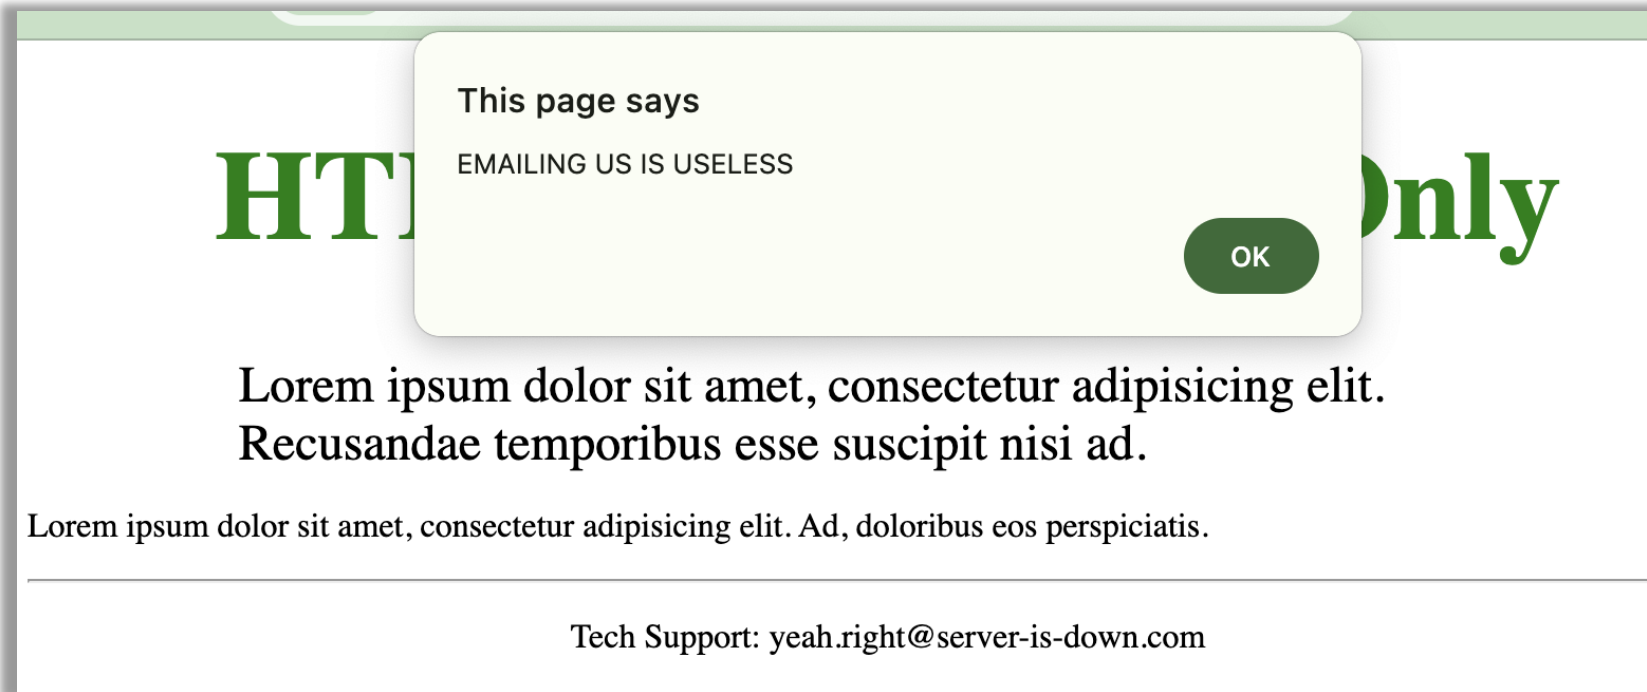 This page says
EMAILING US IS USELESS
OK
Lorem ipsum dolor sit amet, consectetur adipisicing elit.
Recusandae temporibus esse suscipit nisi ad.
Lorem ipsum dolor sit amet, consectetur adipisicing elit. Ad, doloribus eos perspiciatis.
Tech Support: yeah.right@server-is-down.com